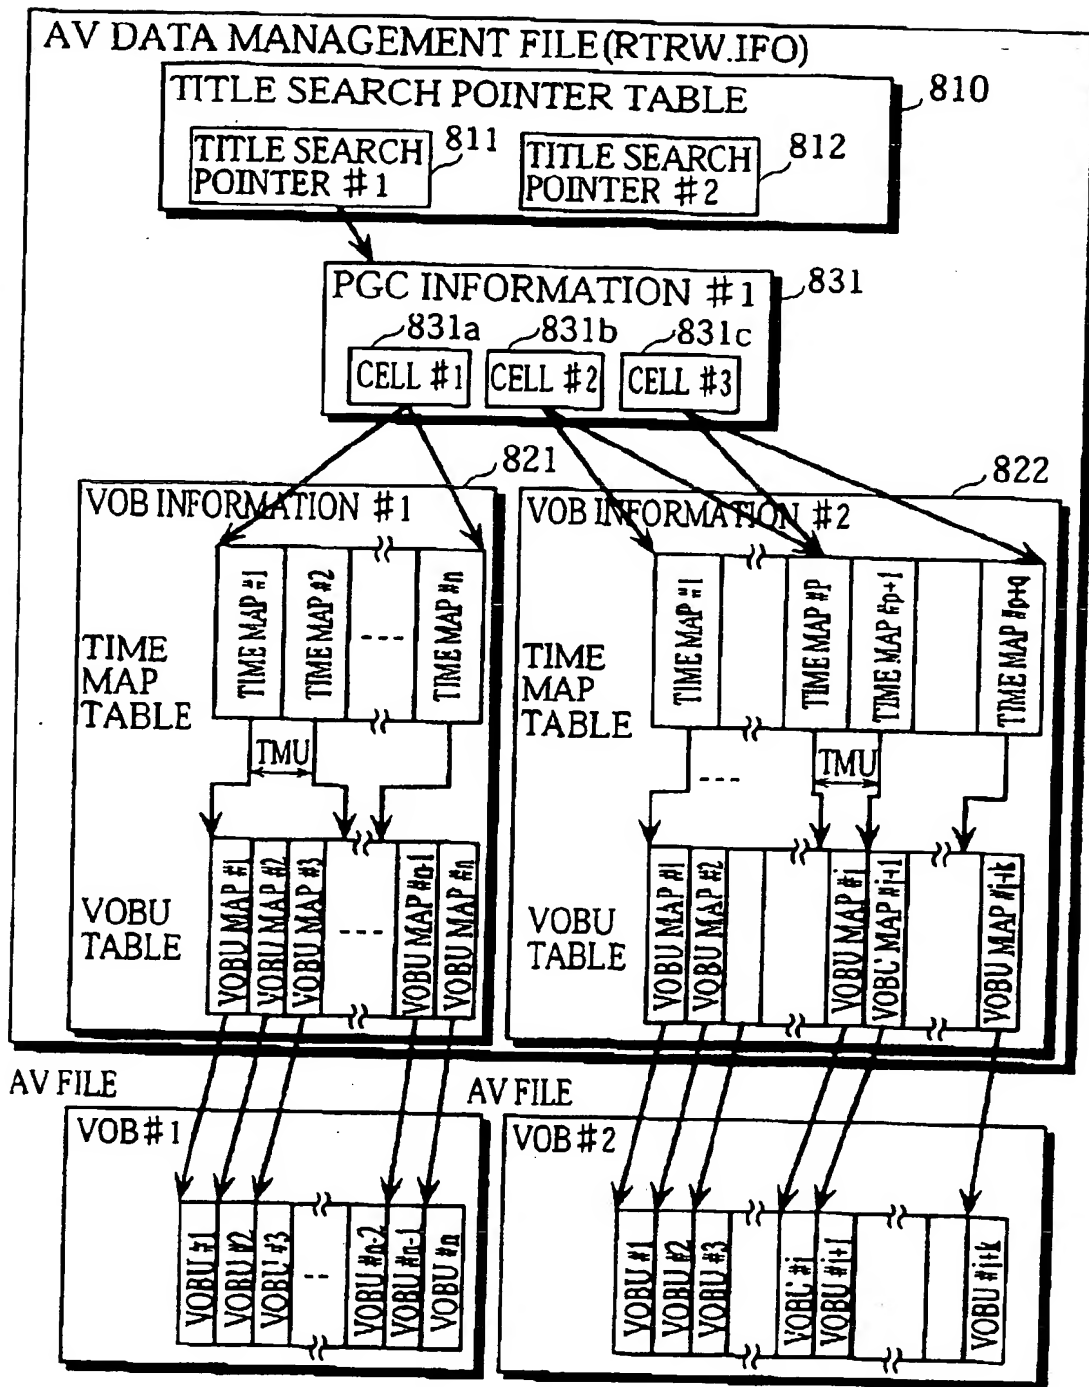 AV DATA MANAGEMENT FILE(RTRW.IFO)
TITLE SEARCH POINTER TABLE
810
TITLE SEARCH
POINTER #1
811
TITLE SEARCH
POINTER #2
812
PGC INFORMATION #1
831
831a
831b
831c
CELL #1
CELL #2
CELL #3
821
VOB INFORMATION #1
TIME
MAP
TABLE
TIME MAP #1
TIME MAP #2
---
TIME MAP #n
TMU
VOBU
TABLE
VOBU MAP #1
VOBU MAP #2
VOBU MAP #3
---
VOBU MAP #n-1
VOBU MAP #n
822
VOB INFORMATION #2
TIME
MAP
TABLE
TIME MAP #1
TIME MAP #P
TIME MAP #p+1
TIME MAP #p+q
---
TMU
VOBU
TABLE
VOBU MAP #1
VOBU MAP #2
VOBU MAP #i
VOBU MAP #i+1
VOBU MAP #i+k
AV FILE
VOB #1
VOBU #1
VOBU #2
VOBU #3
--
VOBU #n-2
VOBU #n-1
VOBU #n
AV FILE
VOB #2
VOBU #1
VOBU #2
VOBU #3
VOBU #i
VOBU #i+1
VOBU #i+k